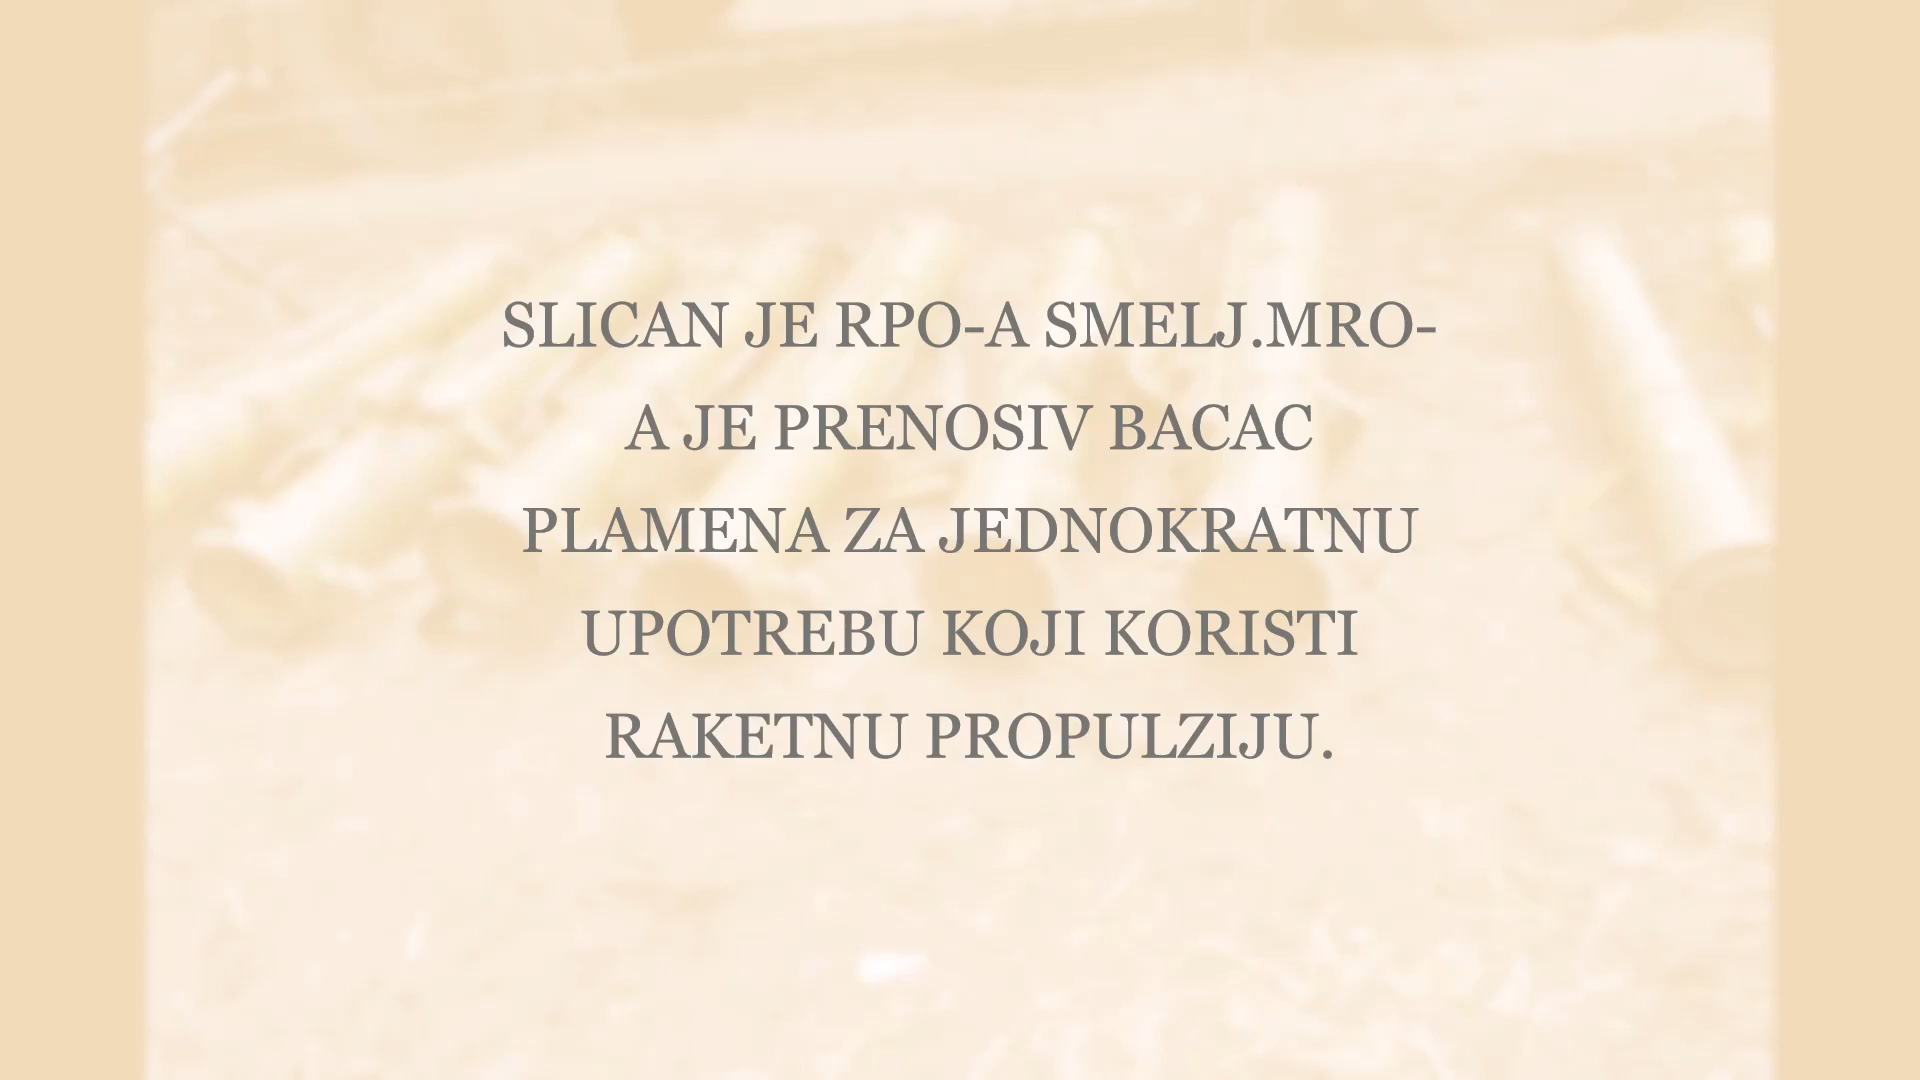 SLICAN JE RPO-A SMELJ.MRO-
A JE PRENOSIV BACAC
PLAMENA ZA JEDNOKRATNU
UPOTREBU KOJI KORISTI
RAKETNU PROPULZIJU.